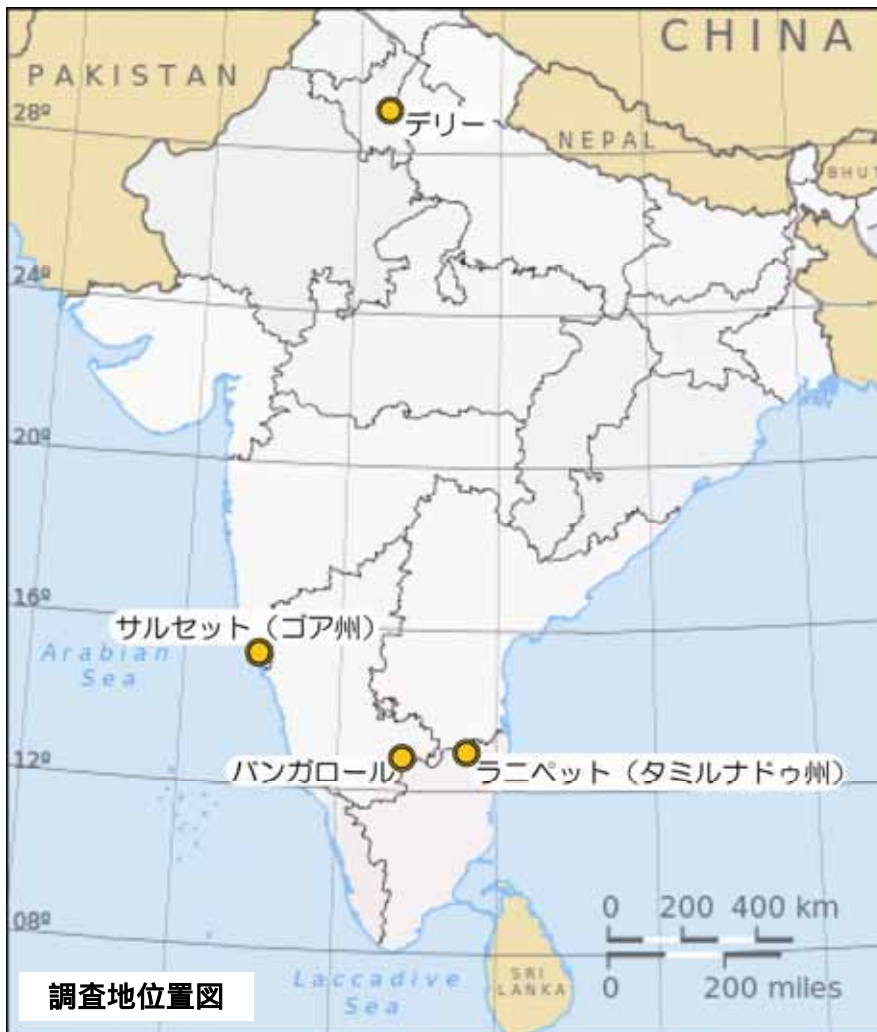 CHINA
PAKISTAN
28º
デリー
NEPAL
BHUT
24º
20º
16º
サルセット（ゴア州）
Arabian
Sea
バンガロール
ラニペット（タミルナドゥ州）
12º
08º
0 200 400 km
0 200 miles
SRI
LANKA
Laccadive
Sea
調査地位置図